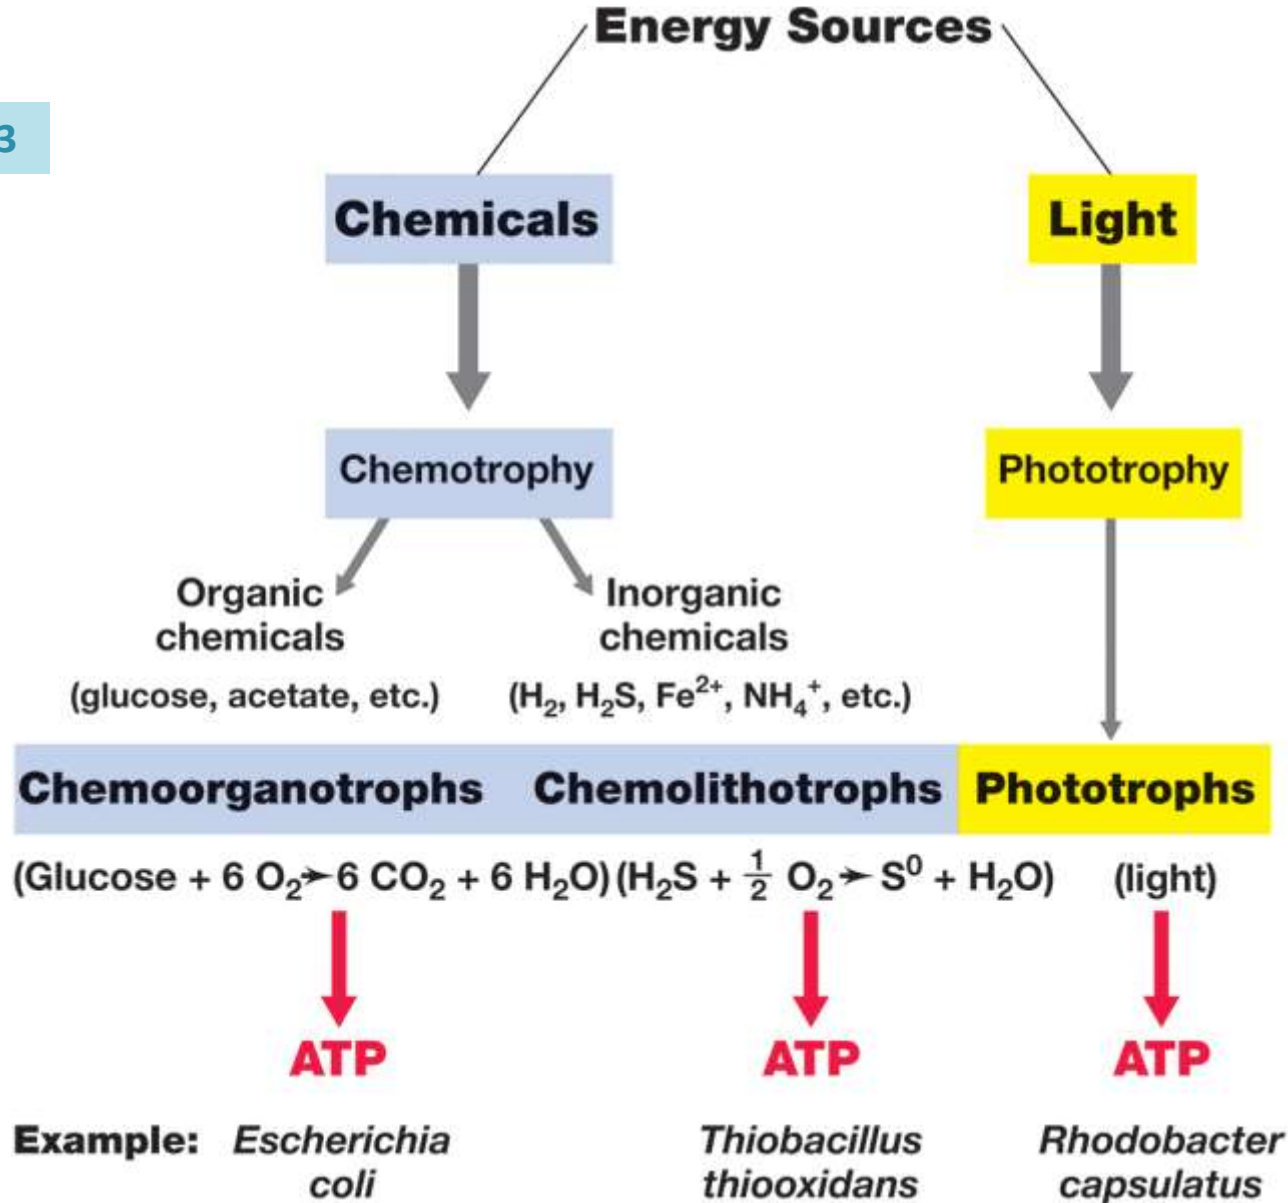 Energy Sources
3
Chemicals
Light
Chemotrophy
Phototrophy
Organic
chemicals
(glucose, acetate, etc.)
Inorganic
chemicals
(H₂, H₂S, Fe²⁺, NH₄⁺, etc.)
Chemoorganotrophs
Chemolithotrophs
Phototrophs
(Glucose + 6 O₂➛6 CO₂ + 6 H₂O)
(H₂S + ½ O₂➛ S⁰ + H₂O)
(light)
ATP
ATP
ATP
Example:
Escherichia
coli
Thiobacillus
thiooxidans
Rhodobacter
capsulatus